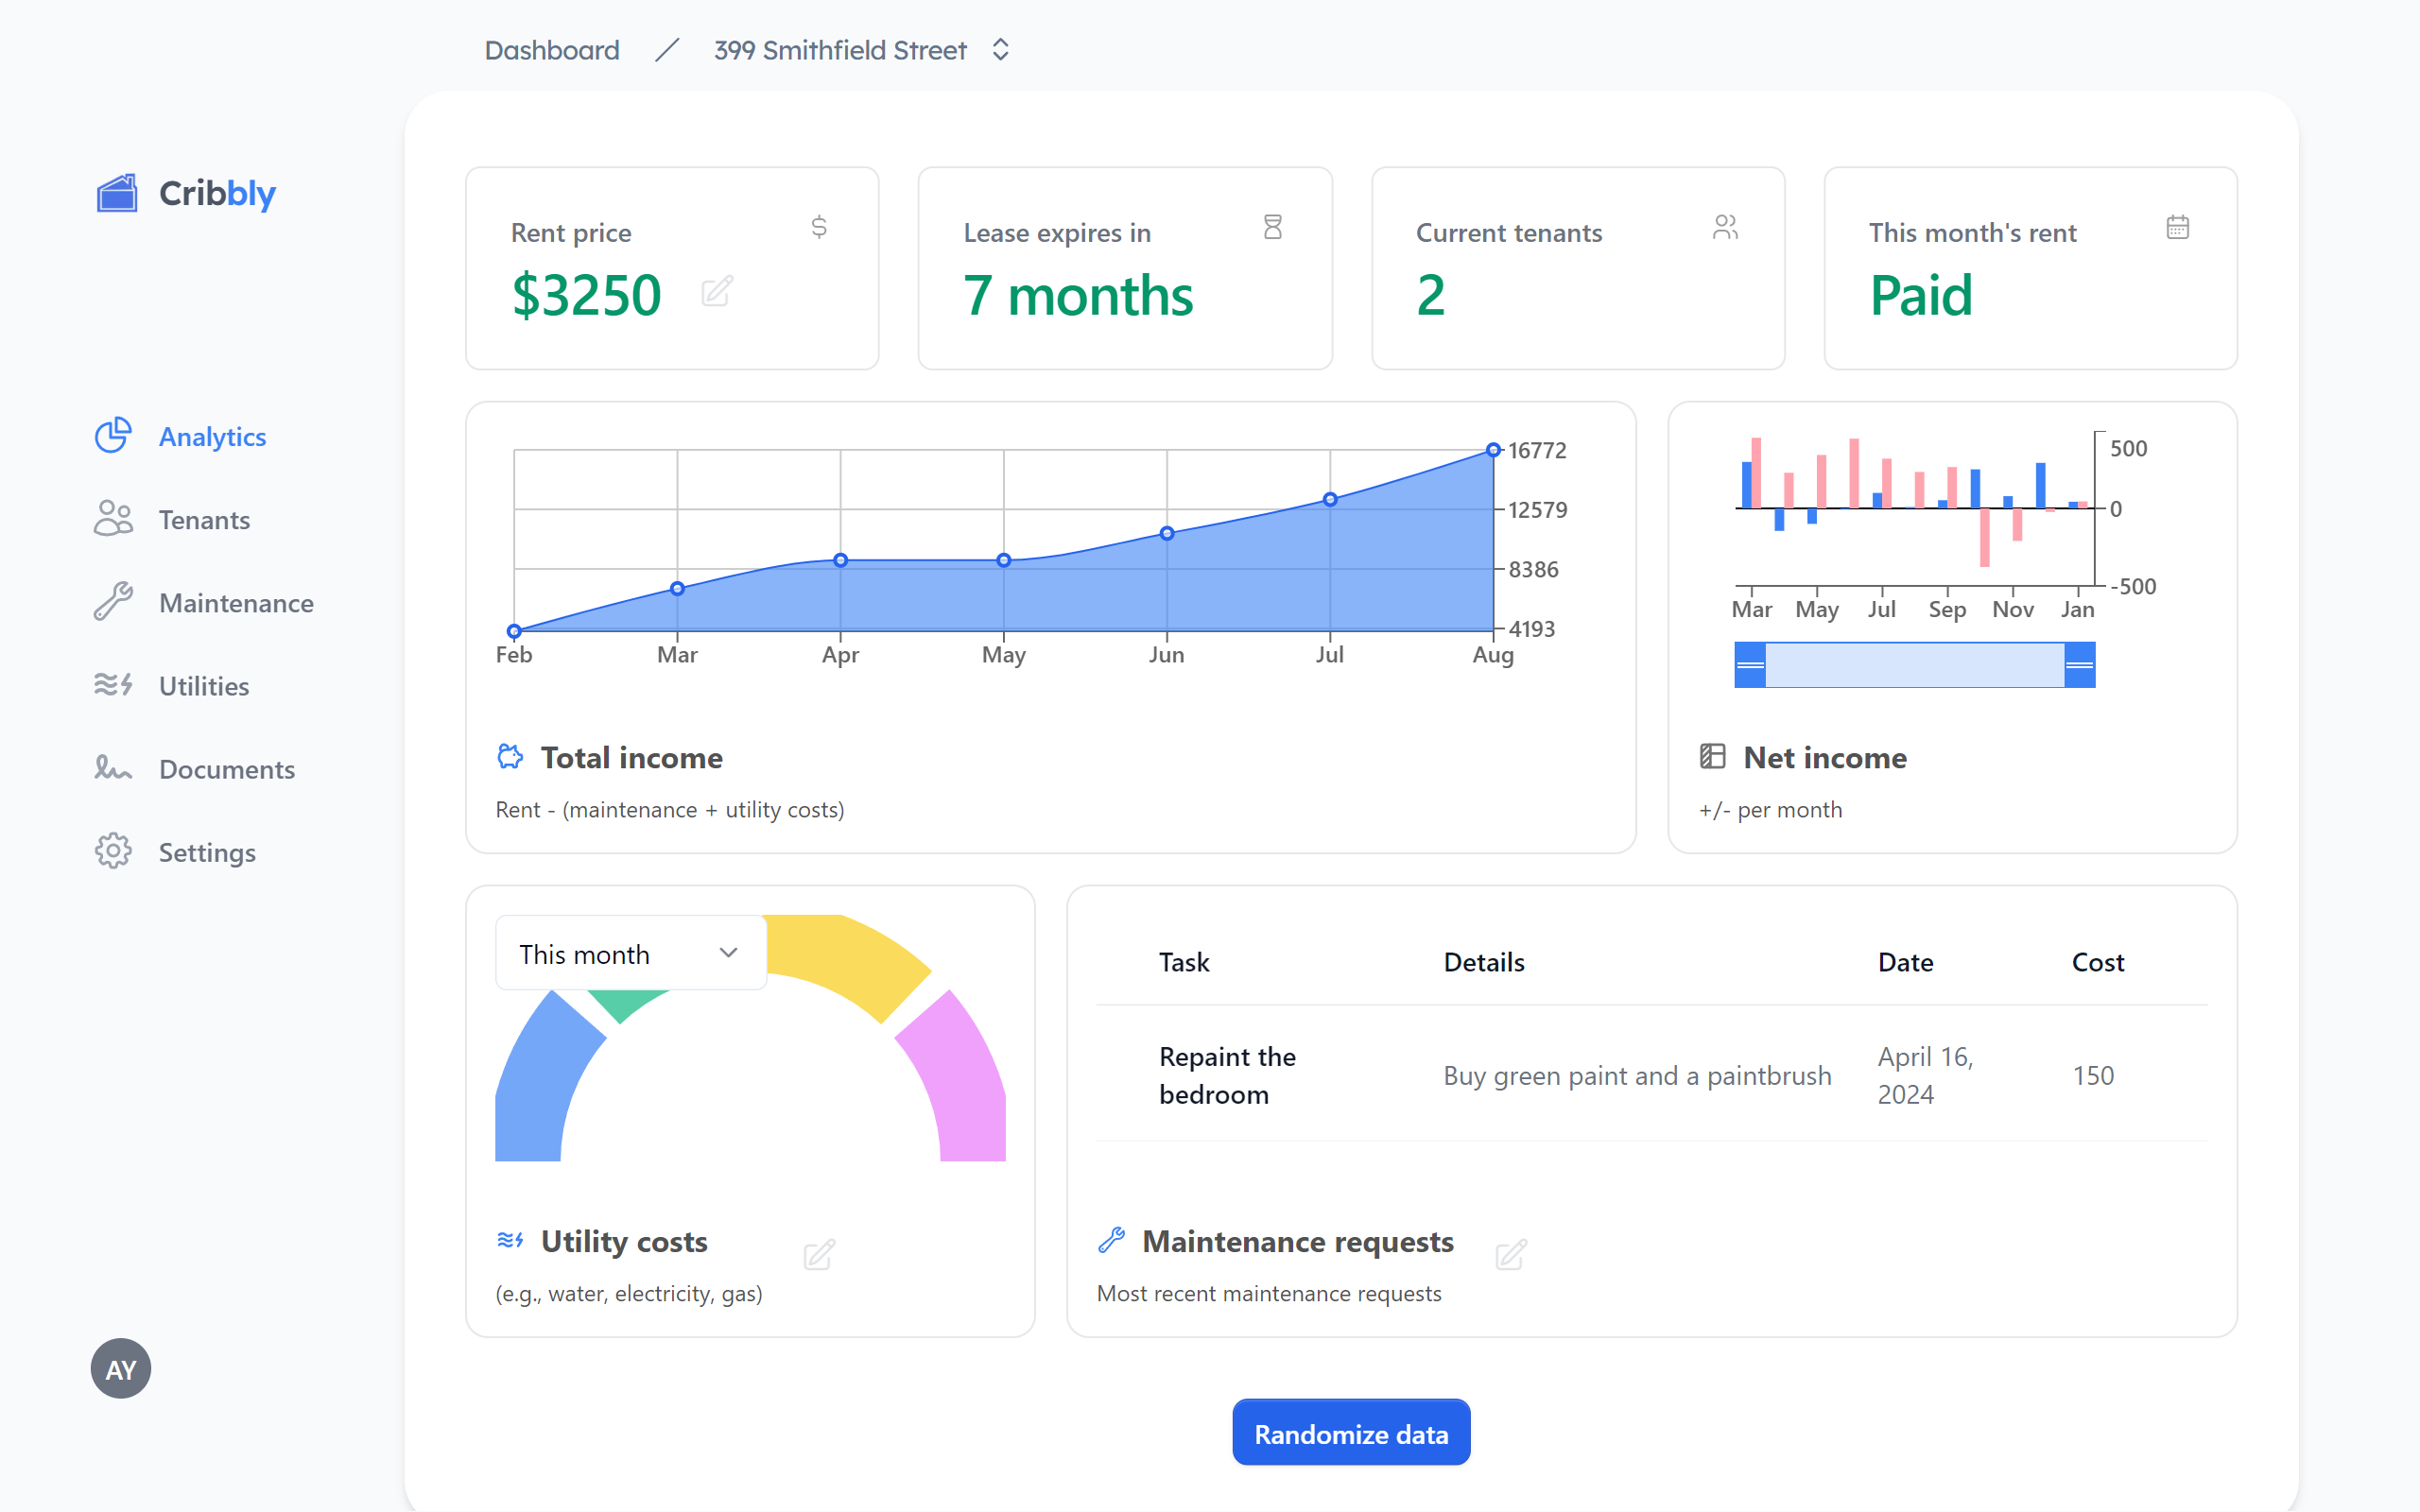 Dashboard / 399 Smithfield Street
Cribbly
Analytics
Tenants
Maintenance
Utilities
Documents
Settings
AY
Rent price
$3250
Lease expires in
7 months
Current tenants
2
This month's rent
Paid
16772
12579
8386
4193
Feb Mar Apr May Jun Jul Aug
Total income
Rent - (maintenance + utility costs)
500
0
-500
Mar May Jul Sep Nov Jan
Net income
+/- per month
This month
Utility costs
(e.g., water, electricity, gas)
Task Details Date Cost
Repaint the
bedroom
Buy green paint and a paintbrush
April 16,
2024
150
Maintenance requests
Most recent maintenance requests
Randomize data